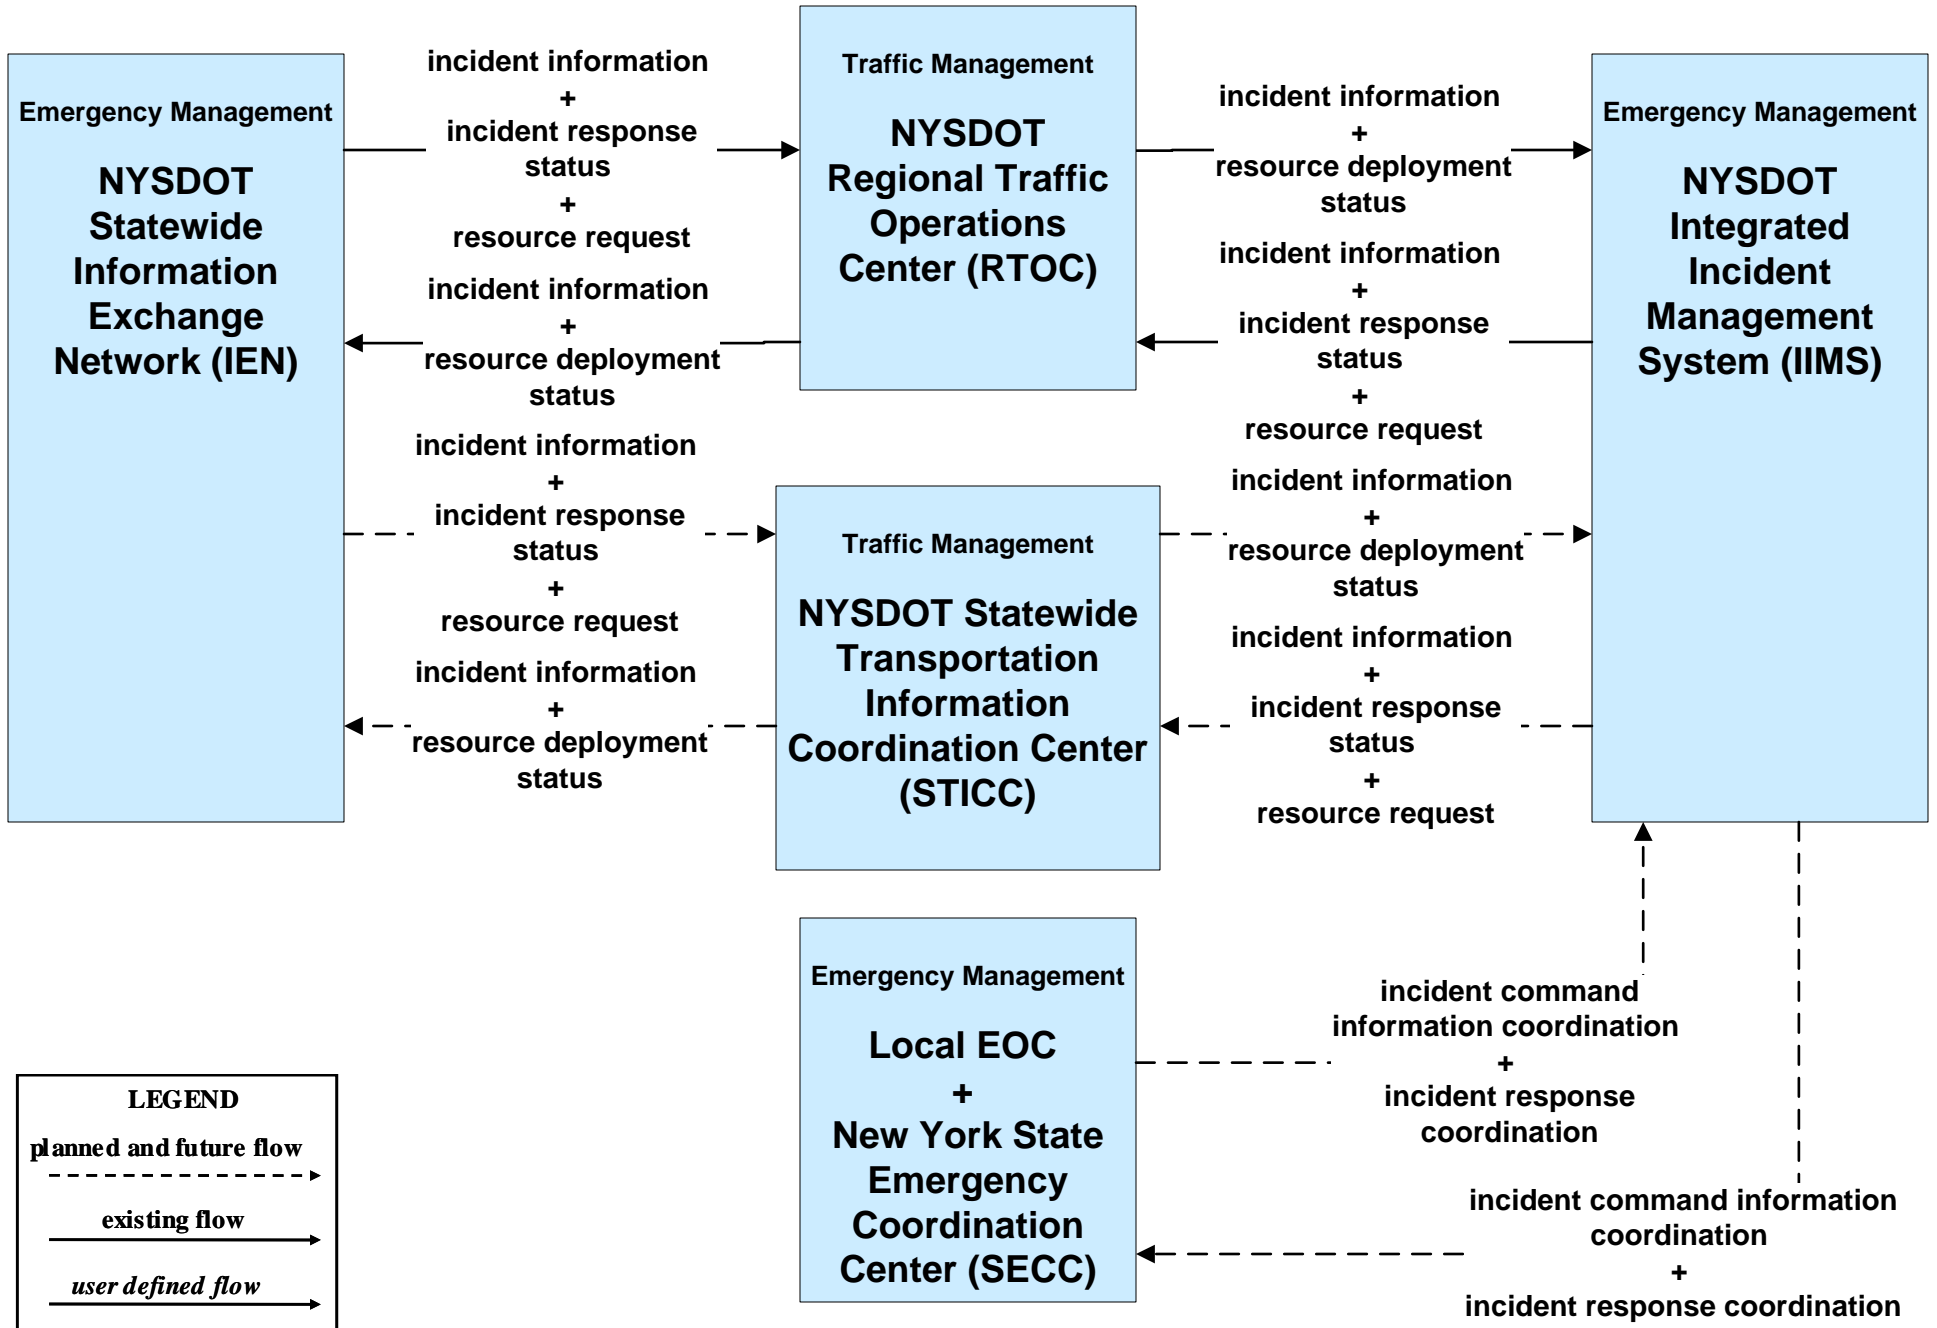 Emergency Management
NYSDOT
Statewide
Information
Exchange
Network (IEN)
incident information
+
incident response
status
+
resource request
incident information
+
resource deployment
status
incident information
+
incident response
status
+
resource request
incident information
+
resource deployment
status
Traffic Management
NYSDOT
Regional Traffic
Operations
Center (RTOC)
Traffic Management
NYSDOT Statewide
Transportation
Information
Coordination Center
(STICC)
incident information
+
resource deployment
status
incident information
+
incident response
status
+
resource request
incident information
+
resource deployment
status
incident information
+
incident response
status
+
resource request
Emergency Management
NYSDOT
Integrated
Incident
Management
System (IIMS)
Emergency Management
Local EOC
+
New York State
Emergency
Coordination
Center (SECC)
incident command
information coordination
+
incident response
coordination
incident command information
coordination
+
incident response coordination
LEGEND
planned and future flow
existing flow
user defined flow